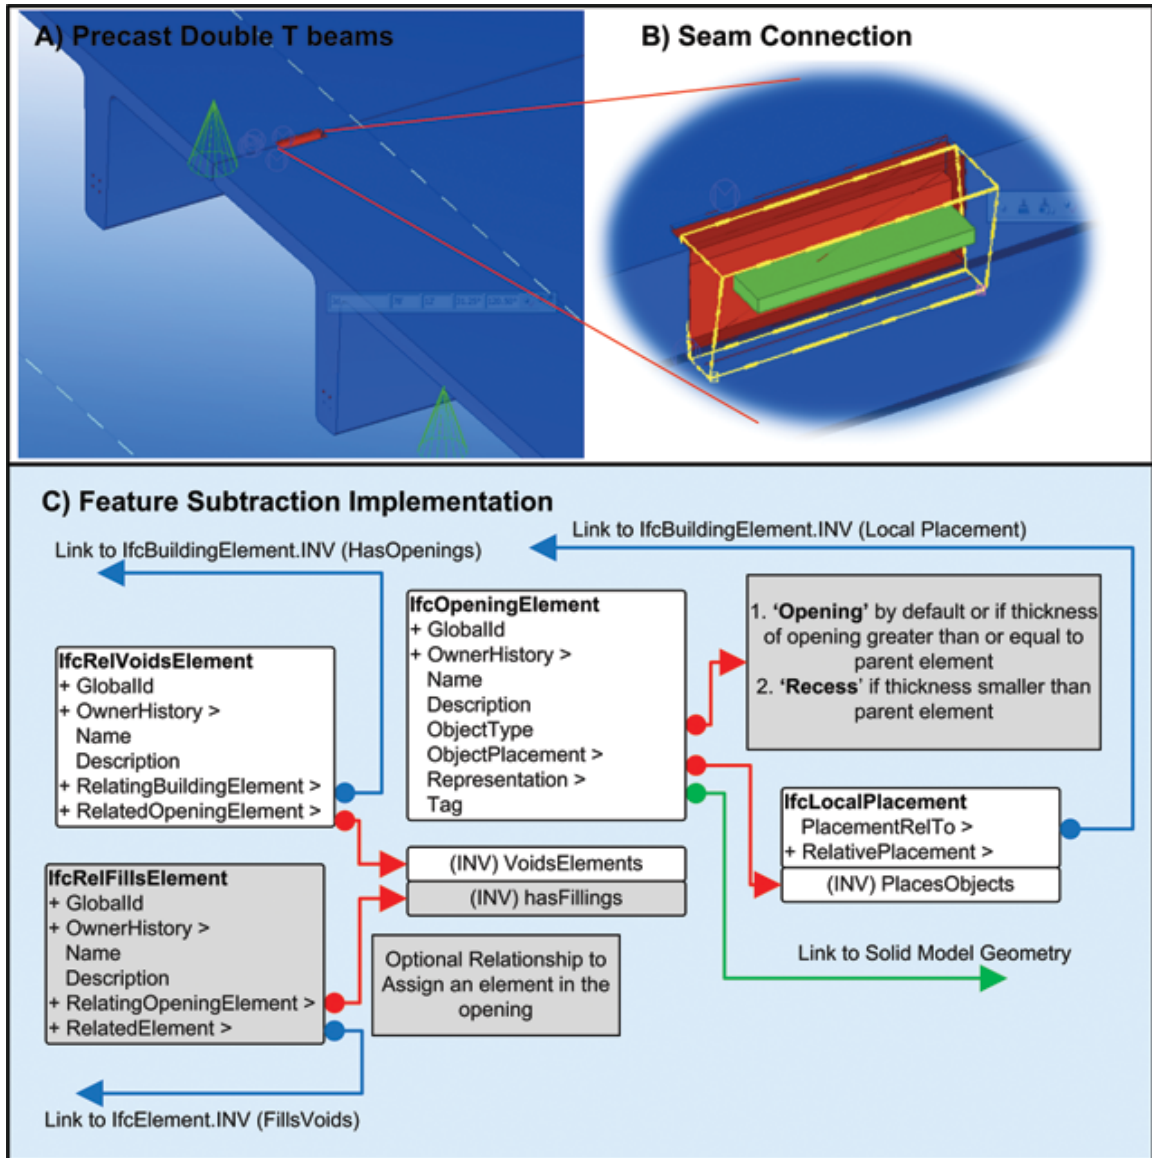 A) Precast Double T beams
B) Seam Connection
C) Feature Subtraction Implementation
Link to IfcBuildingElement.INV (HasOpenings)
Link to IfcBuildingElement.INV (Local Placement)
IfcRelVoidsElement
+ GlobalId
+ OwnerHistory >
Name
Description
+ RelatingBuildingElement >
+ RelatedOpeningElement >
IfcOpeningElement
+ GlobalId
+ OwnerHistory >
Name
Description
ObjectType
ObjectPlacement >
Representation >
Tag
1. ‘Opening’ by default or if thickness
of opening greater than or equal to
parent element
2. ‘Recess’ if thickness smaller than
parent element
IfcLocalPlacement
PlacementRelTo >
+ RelativePlacement >
(INV) PlacesObjects
(INV) VoidsElements
(INV) hasFillings
IfcRelFillsElement
+ GlobalId
+ OwnerHistory >
Name
Description
+ RelatingOpeningElement >
+ RelatedElement >
Optional Relationship to
Assign an element in the
opening
Link to Solid Model Geometry
Link to IfcElement.INV (FillsVoids)